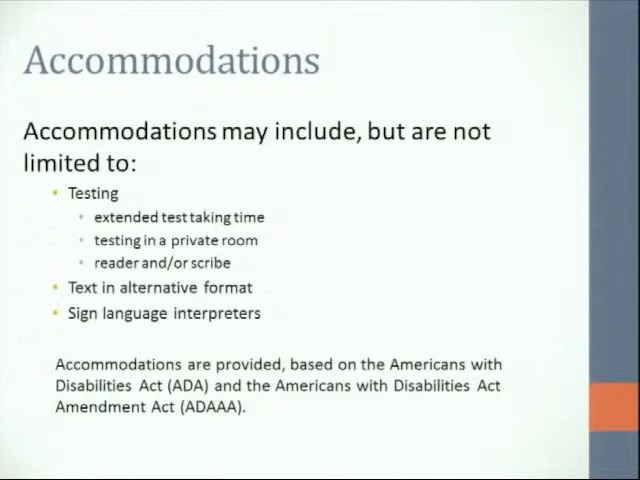 Accommodations
Accommodations may include, but are not
limited to:
• Testing
• extended test taking time
• testing in a private room
• reader and/or scribe
• Text in alternative format
• Sign language interpreters
Accommodations are provided, based on the Americans with
Disabilities Act (ADA) and the Americans with Disabilities Act
Amendment Act (ADAAA).